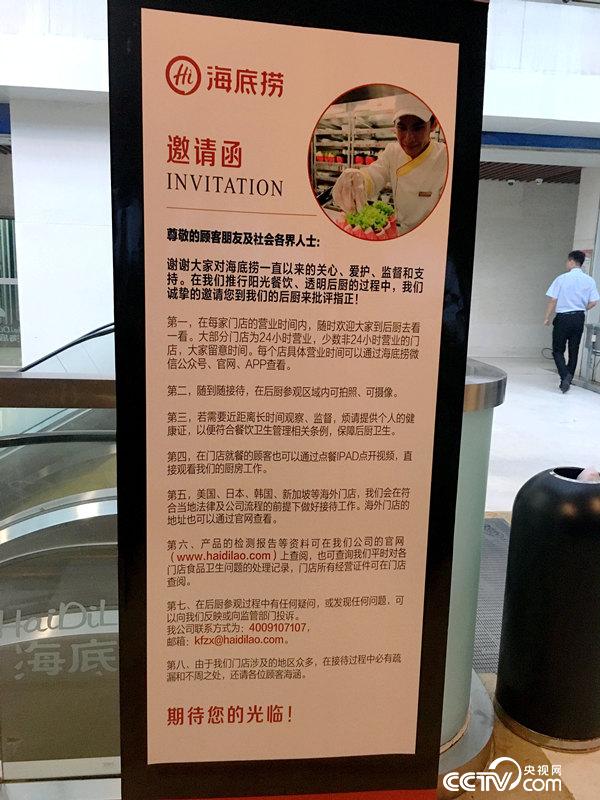 Hi 海底捞
邀请函
INVITATION
尊敬的顾客朋友及社会各界人士：
谢谢大家对海底捞一直以来的关心、爱护、监督和支
持。在我们推行阳光餐饮、透明后厨的过程中，我们
诚挚的邀请您到我们的后厨来批评指正！
第一，在每家门店的营业时间内，随时欢迎大家到后厨去看
一看。大部分门店为24小时营业，少数非24小时营业的门
店，大家留意时间。每个店具体营业时间可以通过海底捞微
信公众号、官网、APP查看。
第二，随到随接待，在后厨参观区域内可拍照、可摄像。
第三，若需要近距离长时间观察、监督，烦请提供个人的健
康证，以便符合餐饮卫生管理相关条例，保障后厨卫生。
第四，在门店就餐的顾客也可以通过点餐IPAD点开视频，直
接观看我们的厨房工作。
第五，美国、日本、韩国、新加坡等海外门店，我们会在符
合当地法律及公司流程的前提下做好接待工作。海外门店的
地址也可以通过官网查看。
第六、产品的检测报告等资料可在我们公司的官网
（www.haidilao.com）上查阅，也可查询我们平时对各
门店食品卫生问题的处理记录，门店所有经营证件可在门店
查阅。
第七、在后厨参观过程中有任何疑问，或发现任何问题，可
以向我们反映或向监管部门投诉。
我公司联系方式为：4009107107，
邮箱：kfzx@haidilao.com。
第八、由于我们门店涉及的地区众多，在接待过程中必有疏
漏和不周之处，还请各位顾客海涵。
期待您的光临！
HaiDiL
海底
CCTV.com 央视网